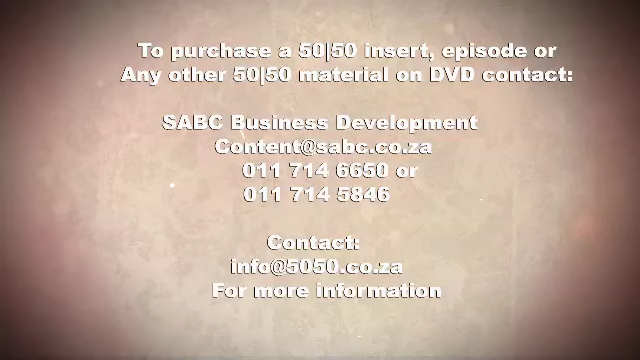 To purchase a 50|50 insert, episode or
Any other 50|50 material on DVD contact:
SABC Business Development
Content@sabc.co.za
011 714 6650 or
011 714 5846
Contact:
info@5050.co.za
For more information